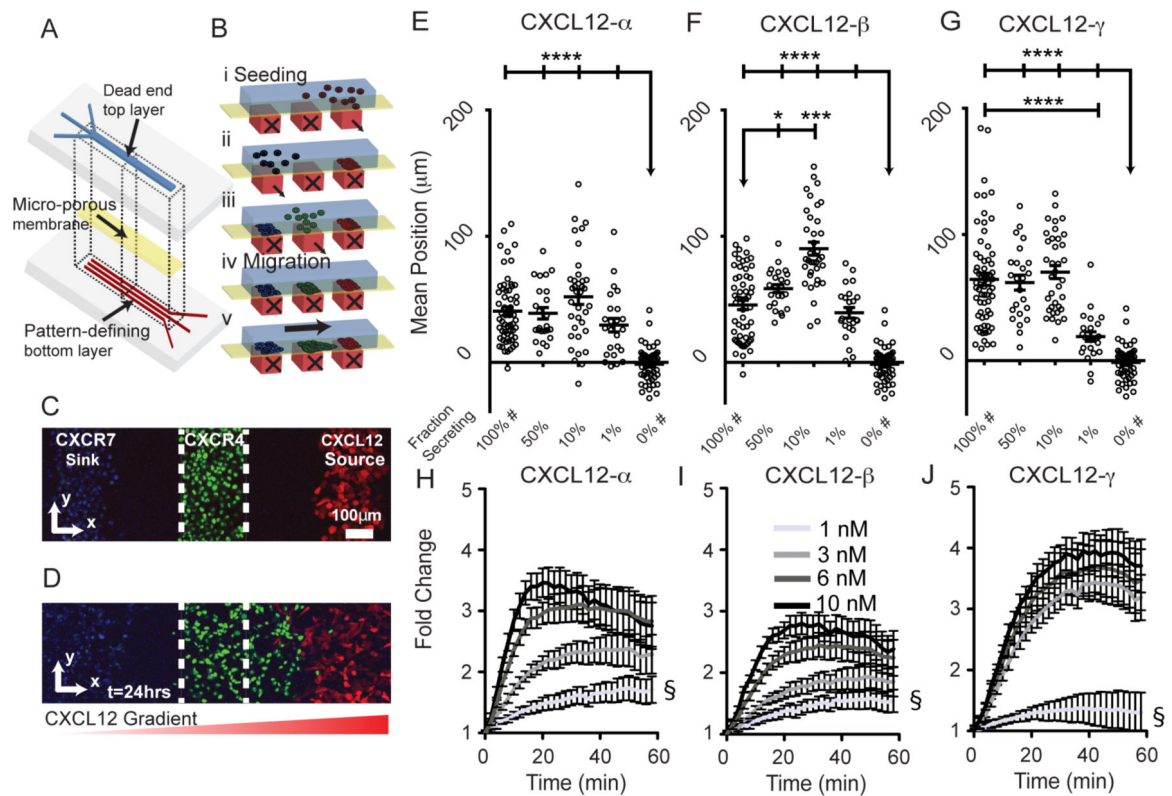 A
Dead end
top layer
Micro-porous
membrane
Pattern-defining
bottom layer
B
i Seeding
ii
iii
iv Migration
v
C
CXCR7
Sink
CXCR4
CXCL12
Source
y
x
100µm
D
y
x
t=24hrs
CXCL12 Gradient
E
CXCL12-α
****
Mean Position (µm)
200
100
0
Fraction
Secreting
100% #
50%
10%
1%
0% #
F
CXCL12-β
****
* ***
200
100
0
100% #
50%
10%
1%
0% #
G
CXCL12-γ
****
****
200
100
0
100% #
50%
10%
1%
0% #
H
CXCL12-α
Fold Change
5
4
3
2
1
§
0 20 40 60
Time (min)
I
CXCL12-β
5
4
3
2
1
1 nM
3 nM
6 nM
10 nM
§
0 20 40 60
Time (min)
J
CXCL12-γ
5
4
3
2
1
§
0 20 40 60
Time (min)